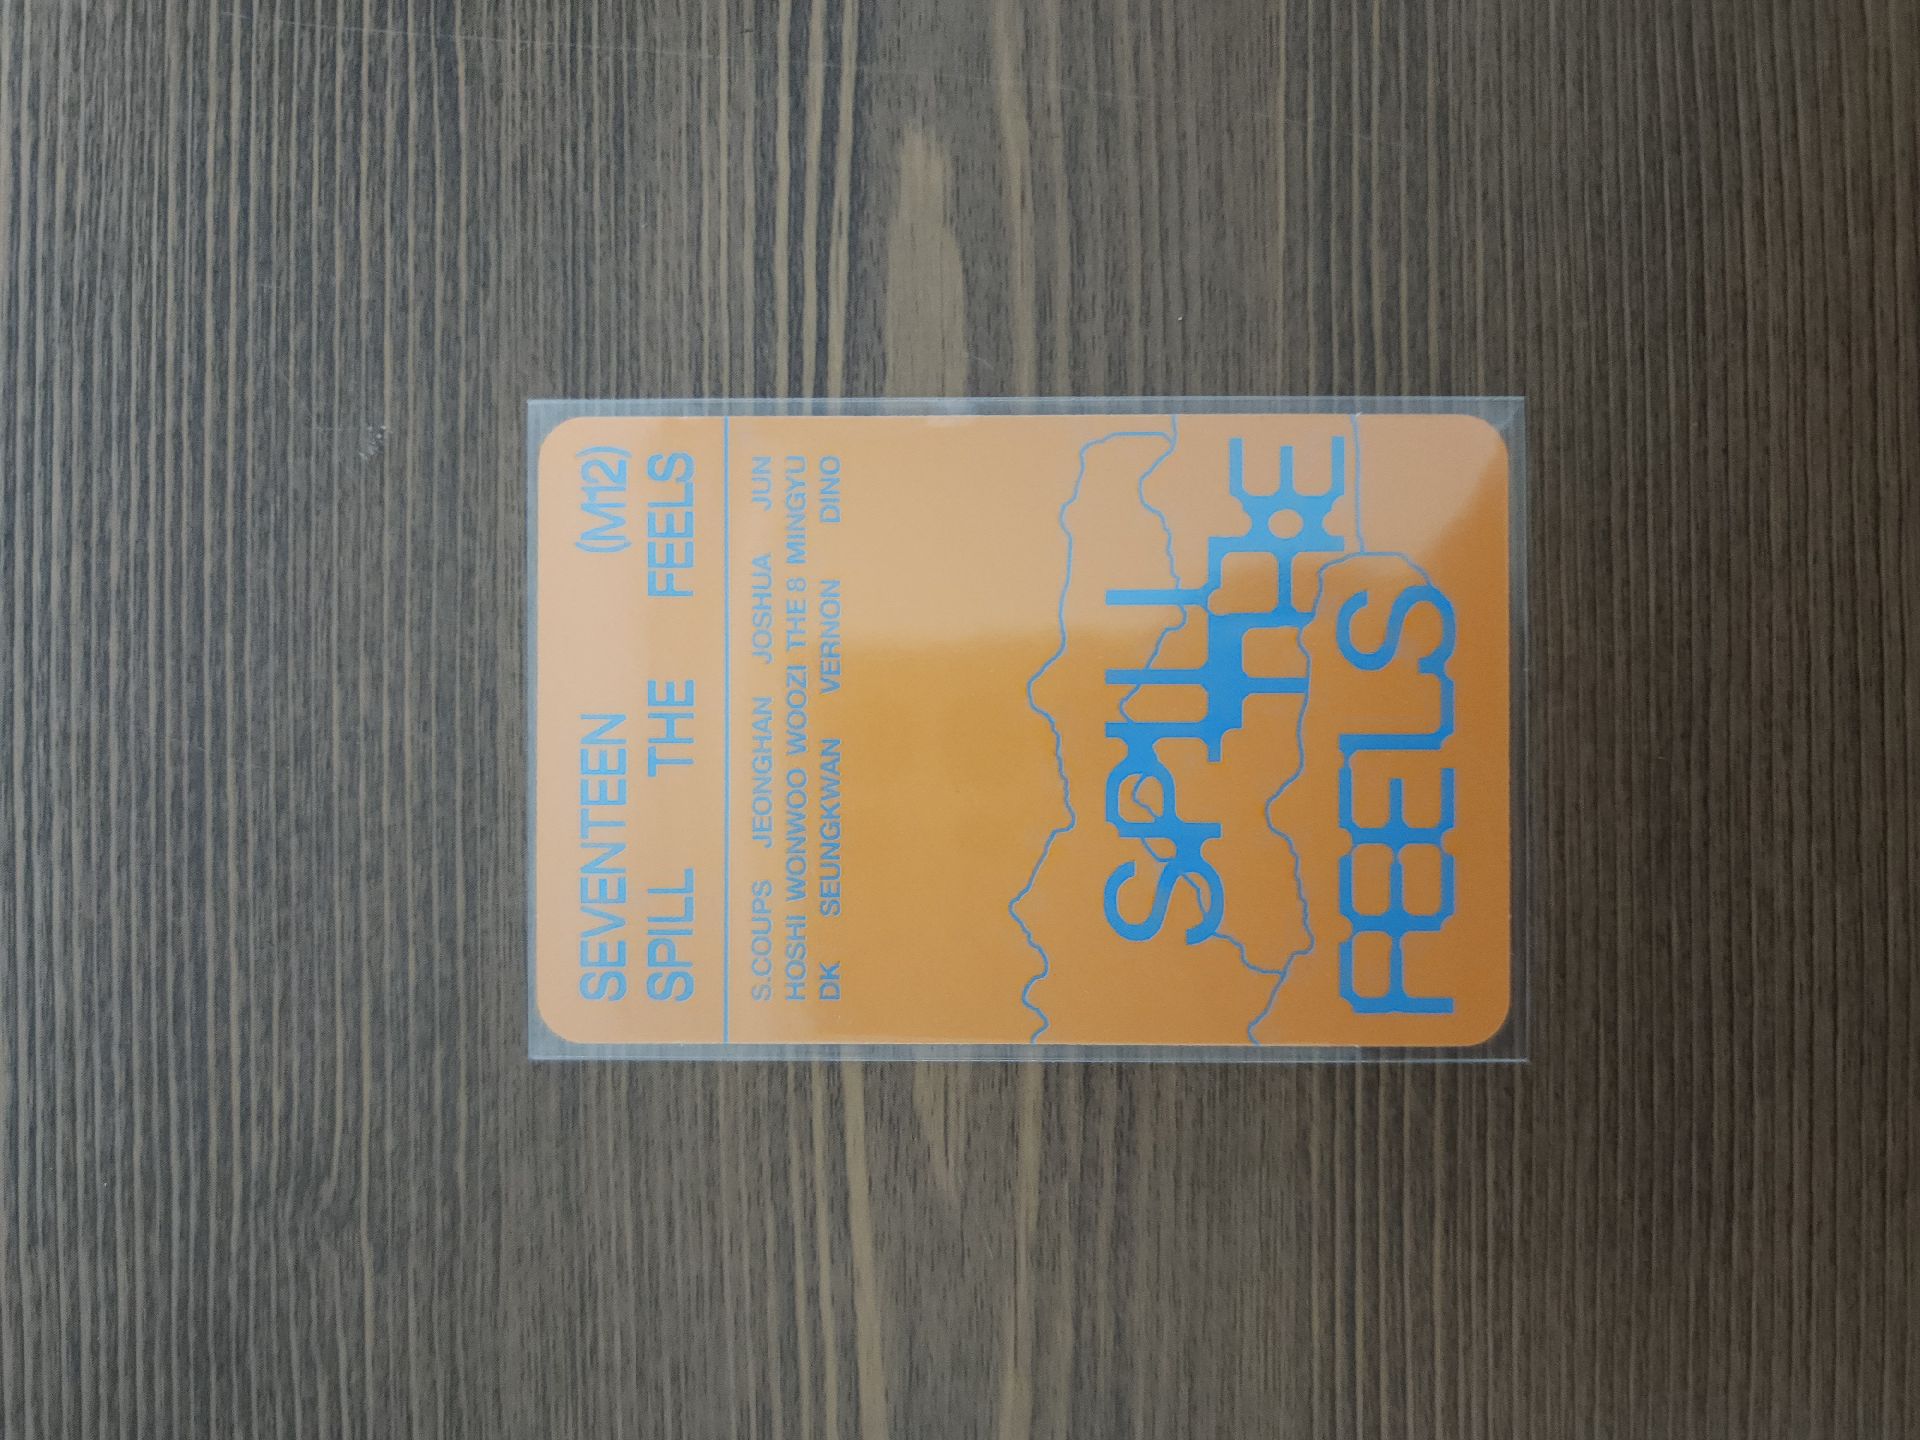 SEVENTEEN (M12)
SPILL THE FEELS
S.COUPS JEONGHAN JOSHUA JUN
HOSHI WONWOO WOOZI THE 8 MINGYU
DK SEUNGKWAN VERNON DINO
SPILL
THE
FEELS